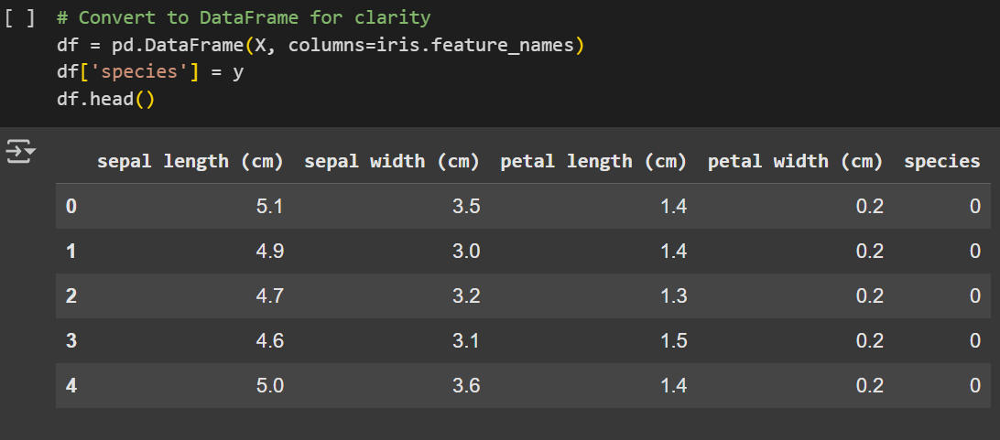 [ ] # Convert to DataFrame for clarity
df = pd.DataFrame(X, columns=iris.feature_names)
df['species'] = y
df.head()
sepal length (cm) sepal width (cm) petal length (cm) petal width (cm) species
0 5.1 3.5 1.4 0.2 0
1 4.9 3.0 1.4 0.2 0
2 4.7 3.2 1.3 0.2 0
3 4.6 3.1 1.5 0.2 0
4 5.0 3.6 1.4 0.2 0